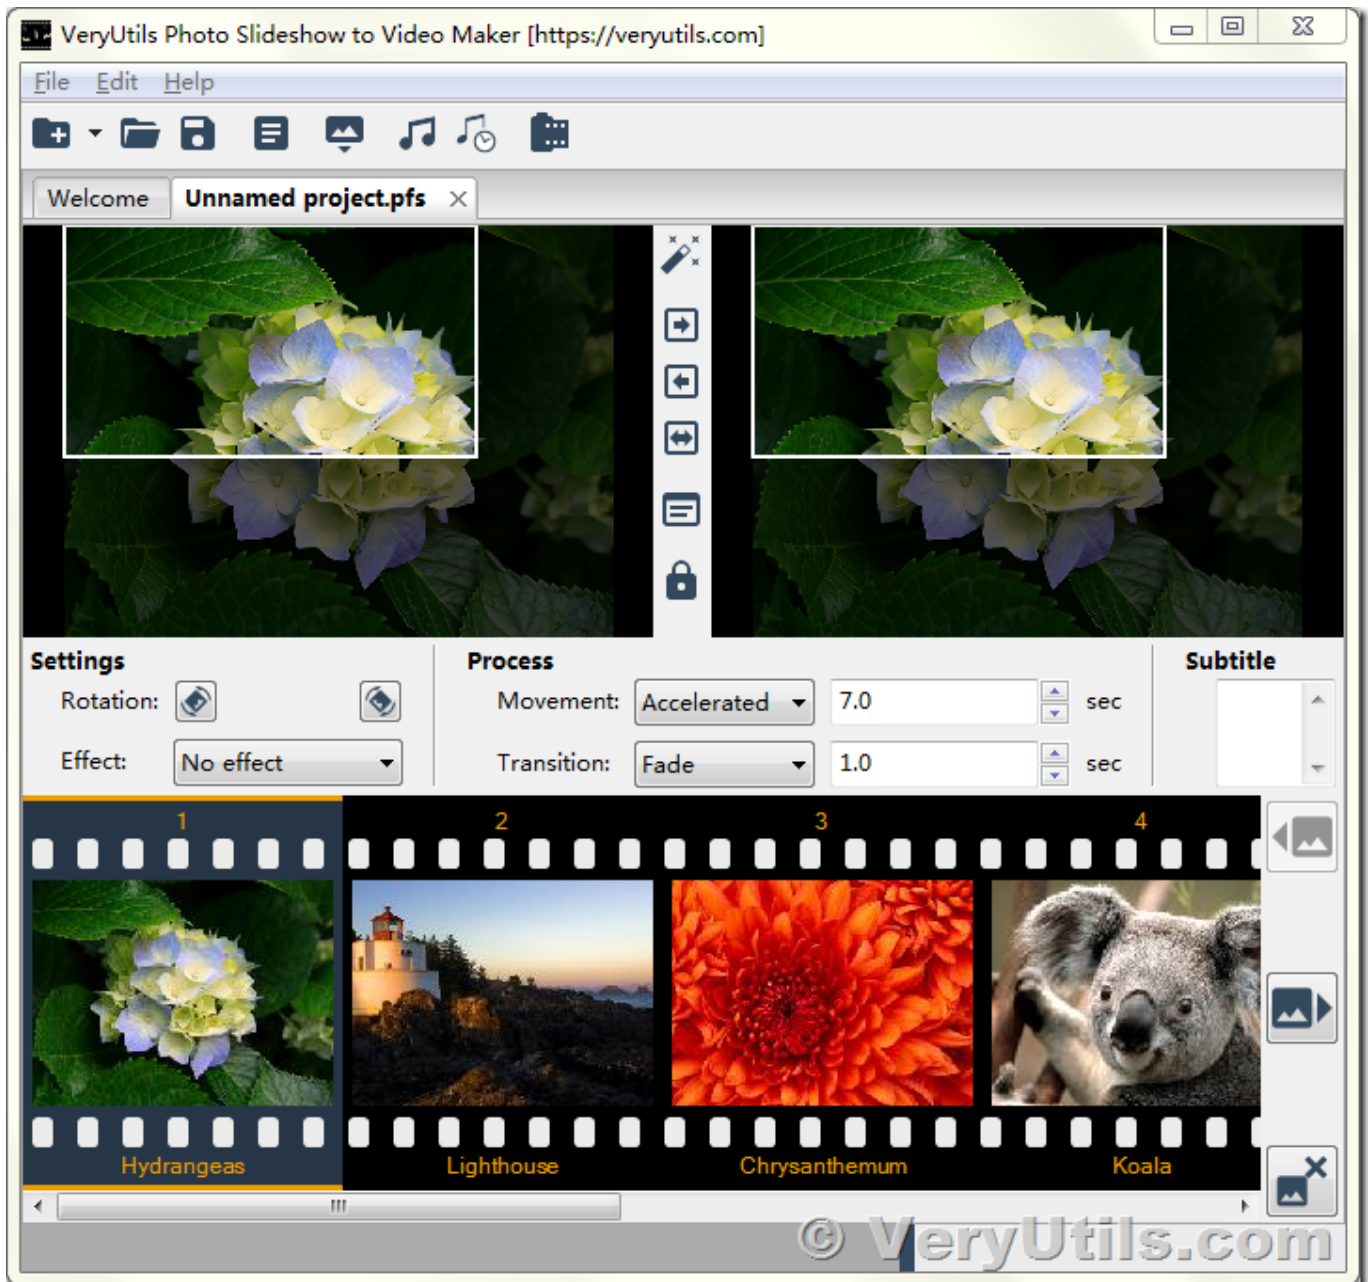 VeryUtils Photo Slideshow to Video Maker [https://veryutils.com]
File Edit Help
Welcome Unnamed project.pfs
Settings Process Subtitle
Rotation: Movement: Accelerated 7.0 sec
Effect: No effect Transition: Fade 1.0 sec
1 2 3 4
Hydrangeas Lighthouse Chrysanthemum Koala
© VeryUtils.com